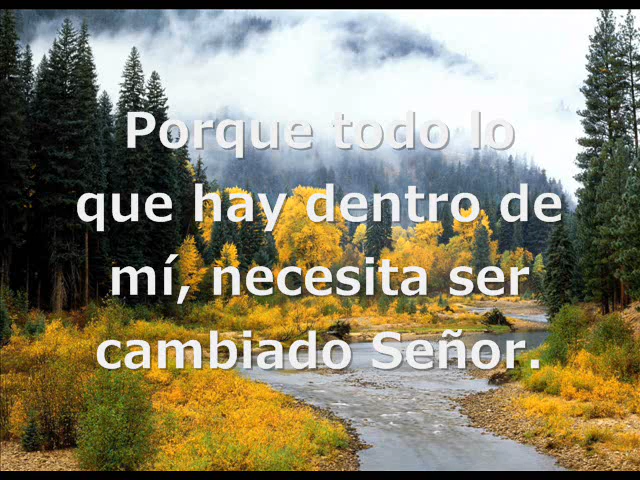 Porque todo lo
que hay dentro de
mí, necesita ser
cambiado Señor.